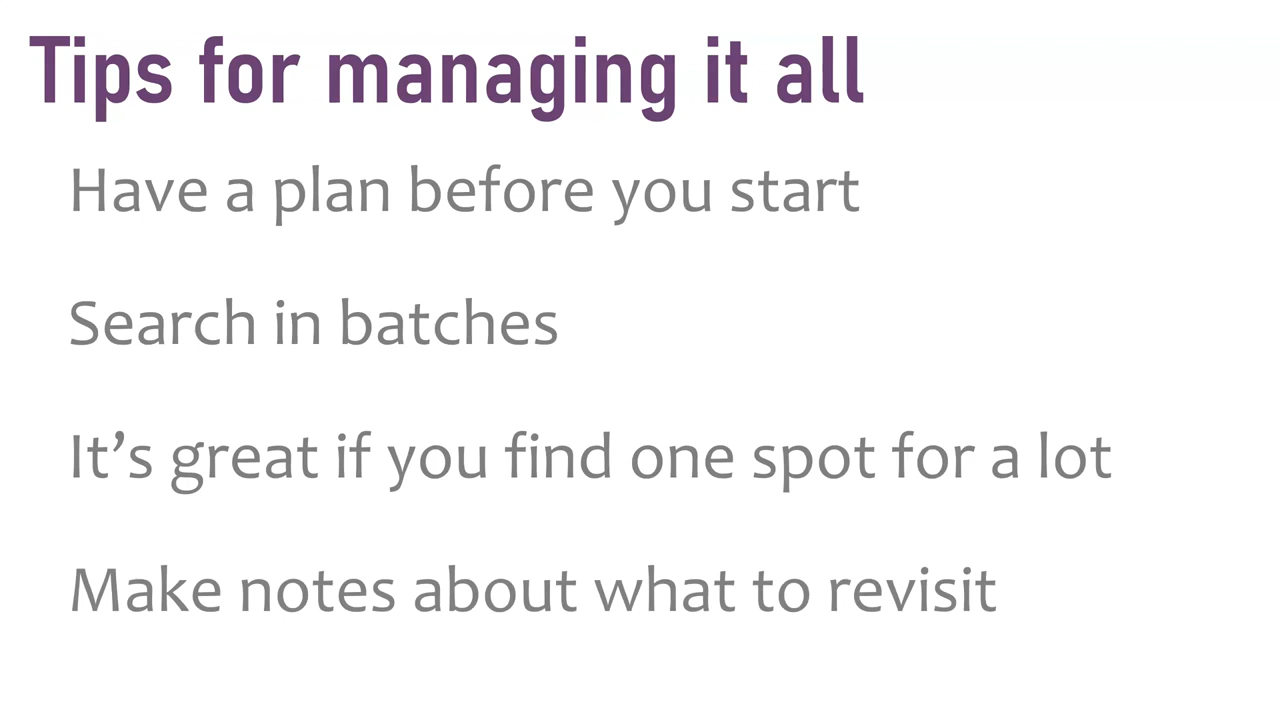 Tips for managing it all
Have a plan before you start
Search in batches
It’s great if you find one spot for a lot
Make notes about what to revisit